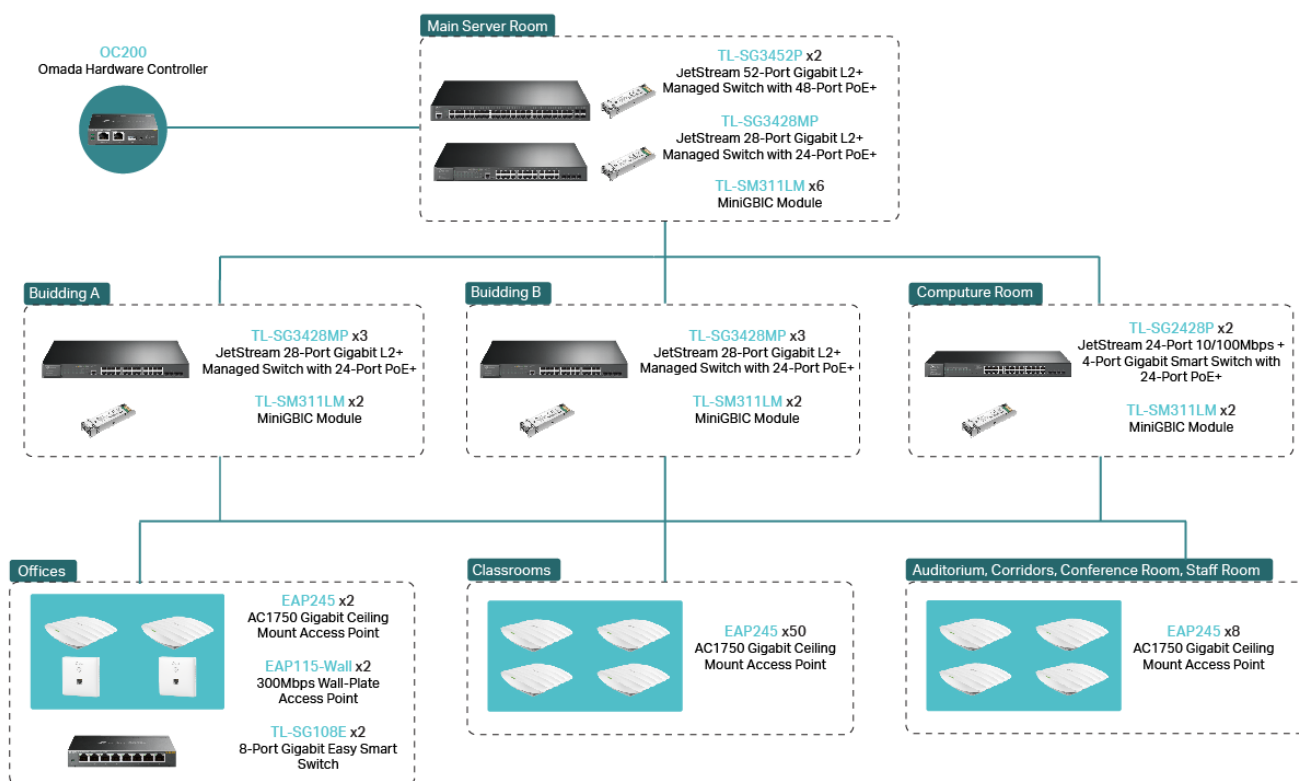 Main Server Room
OC200
Omada Hardware Controller
TL-SG3452P x2
JetStream 52-Port Gigabit L2+
Managed Switch with 48-Port PoE+
TL-SG3428MP
JetStream 28-Port Gigabit L2+
Managed Switch with 24-Port PoE+
TL-SM311LM x6
MiniGBIC Module
Buidding A
TL-SG3428MP x3
JetStream 28-Port Gigabit L2+
Managed Switch with 24-Port PoE+
TL-SM311LM x2
MiniGBIC Module
Buidding B
TL-SG3428MP x3
JetStream 28-Port Gigabit L2+
Managed Switch with 24-Port PoE+
TL-SM311LM x2
MiniGBIC Module
Computure Room
TL-SG2428P x2
JetStream 24-Port 10/100Mbps +
4-Port Gigabit Smart Switch with
24-Port PoE+
TL-SM311LM x2
MiniGBIC Module
Offices
EAP245 x2
AC1750 Gigabit Ceiling
Mount Access Point
EAP115-Wall x2
300Mbps Wall-Plate
Access Point
TL-SG108E x2
8-Port Gigabit Easy Smart
Switch
Classrooms
EAP245 x50
AC1750 Gigabit Ceiling
Mount Access Point
Auditorium, Corridors, Conference Room, Staff Room
EAP245 x8
AC1750 Gigabit Ceiling
Mount Access Point